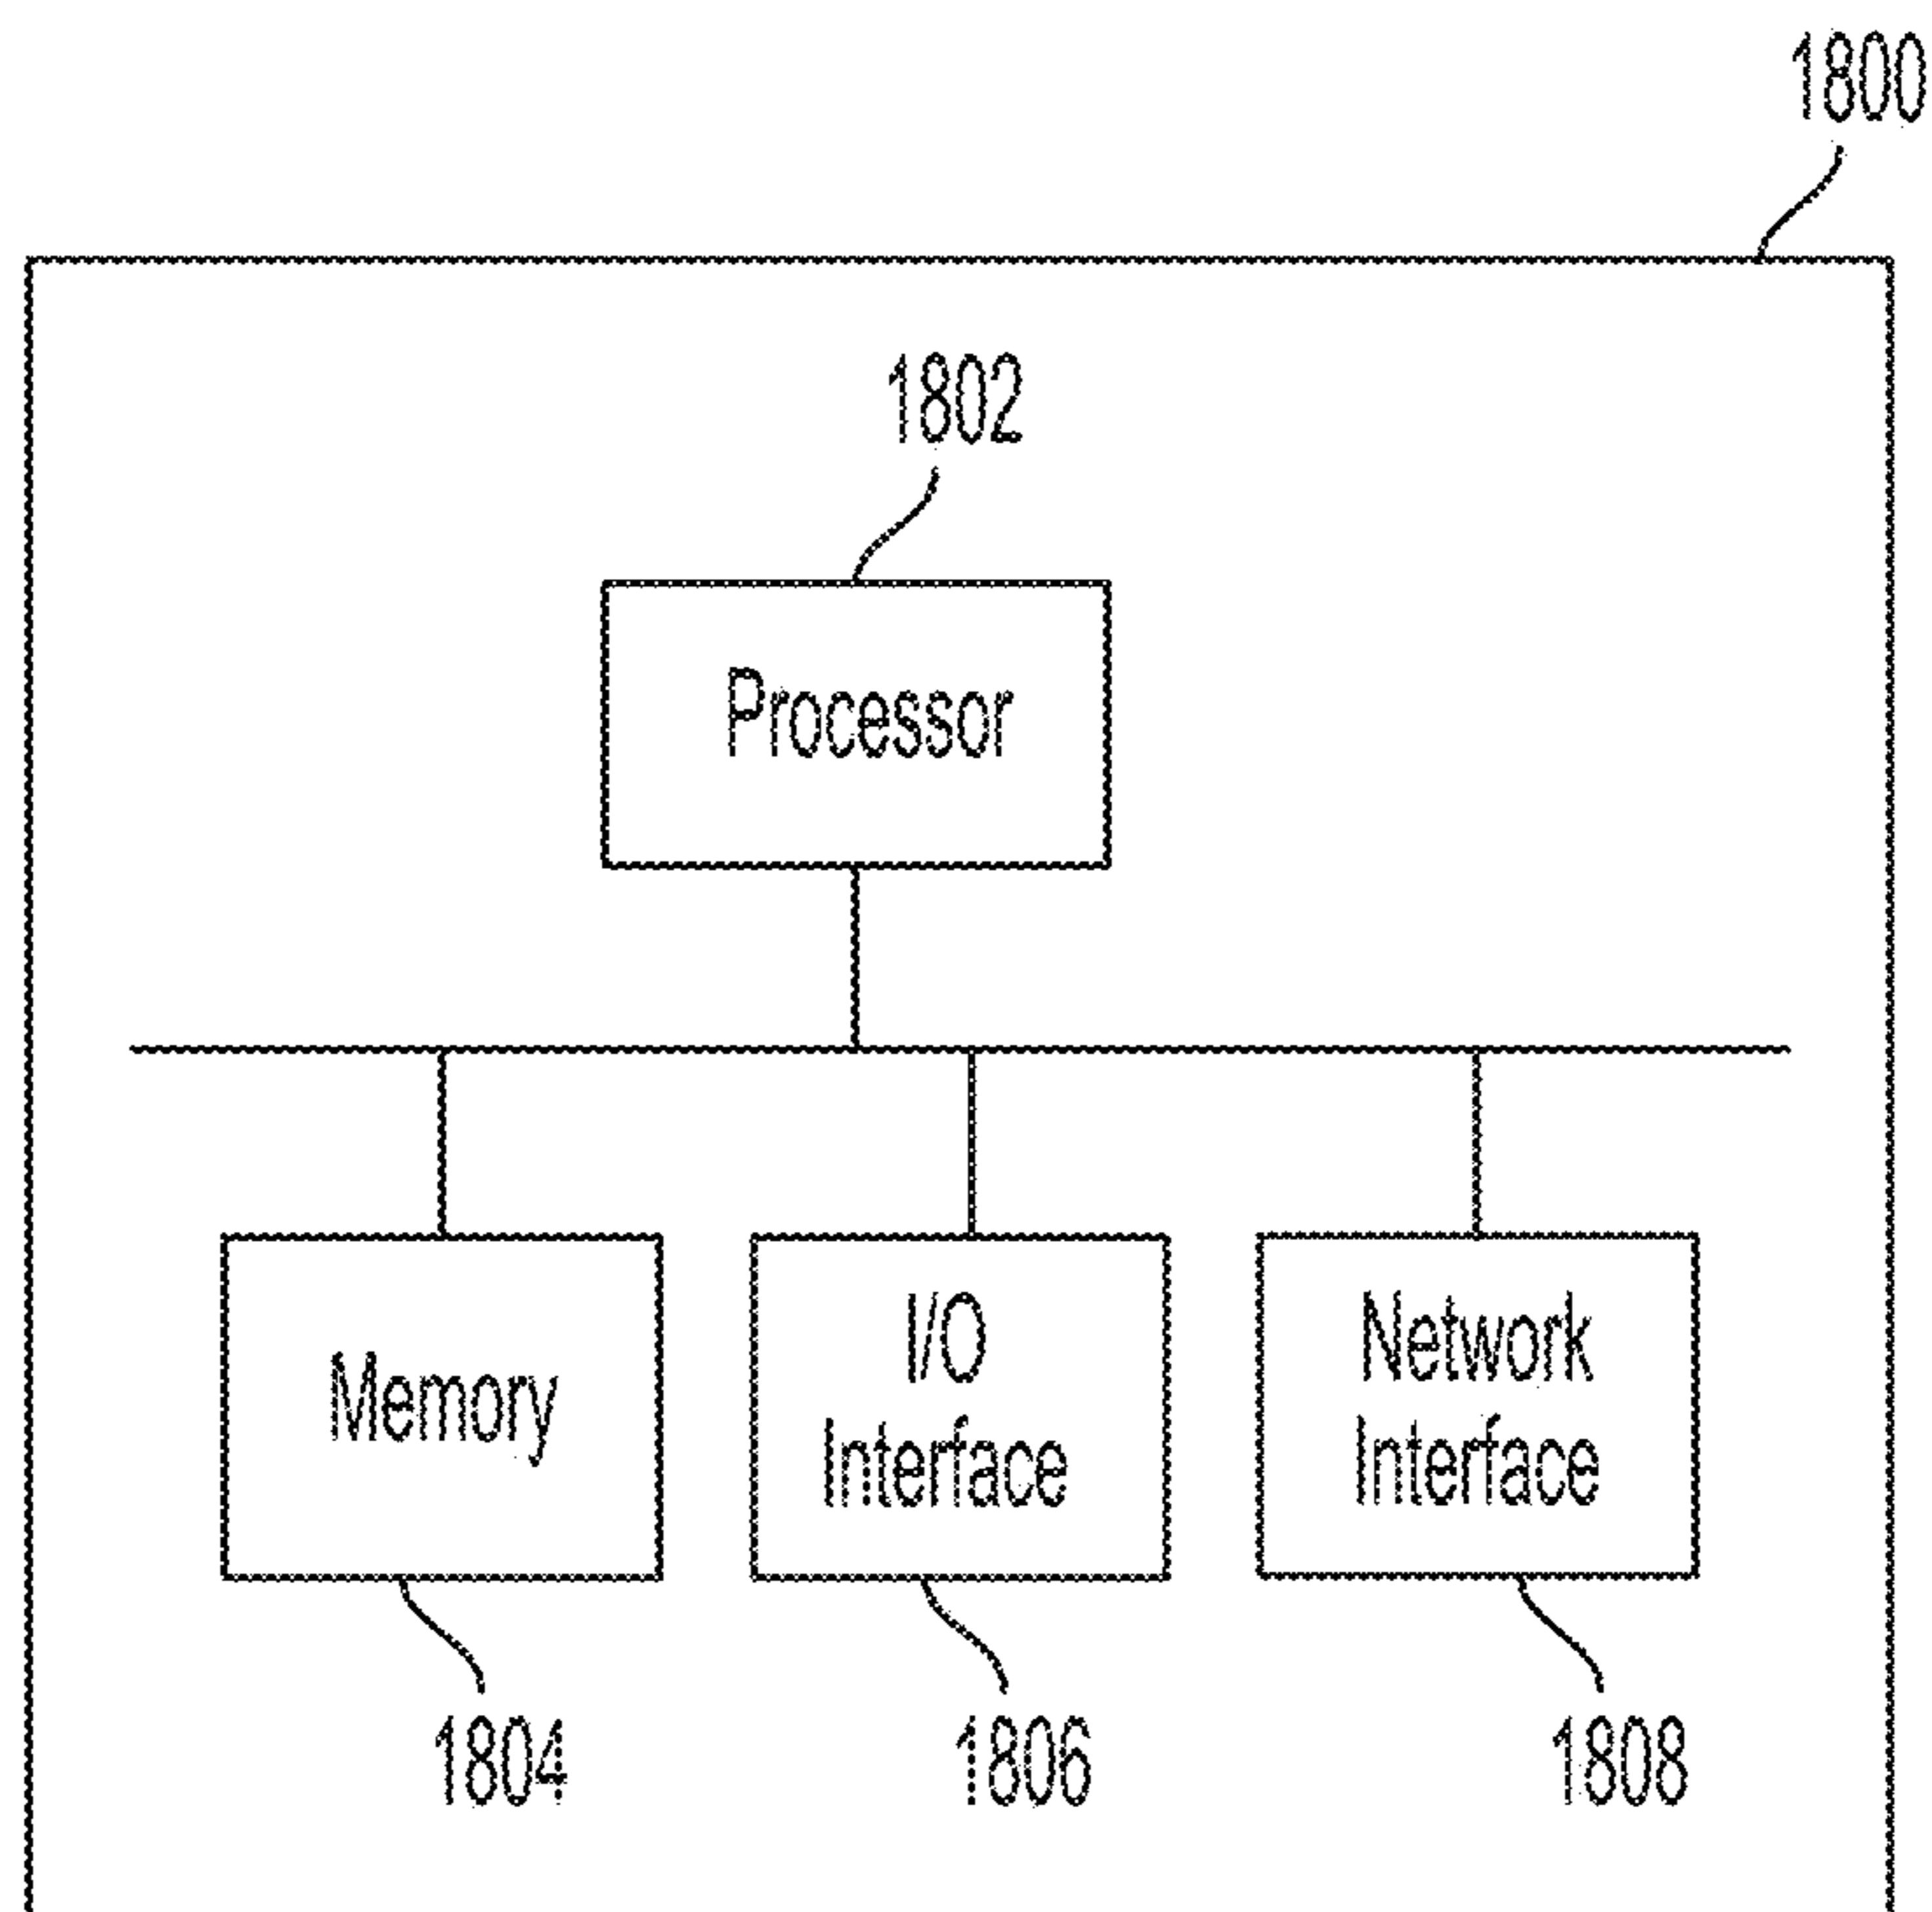 1800
1802
Processor
Memory
I/O
Interface
Network
Interface
1804
1806
1808